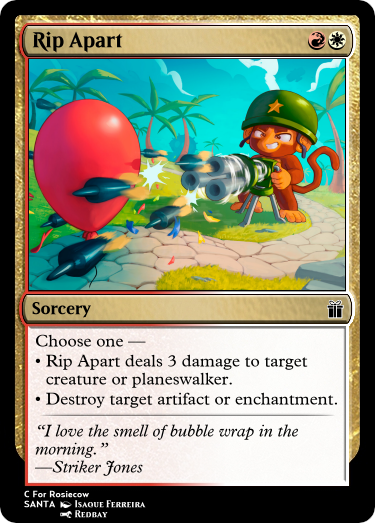 Rip Apart
Sorcery
Choose one —
• Rip Apart deals 3 damage to target
creature or planeswalker.
• Destroy target artifact or enchantment.
“I love the smell of bubble wrap in the
morning.”
—Striker Jones
C For Rosiecow
SANTA Isaque Ferreira
Redbay